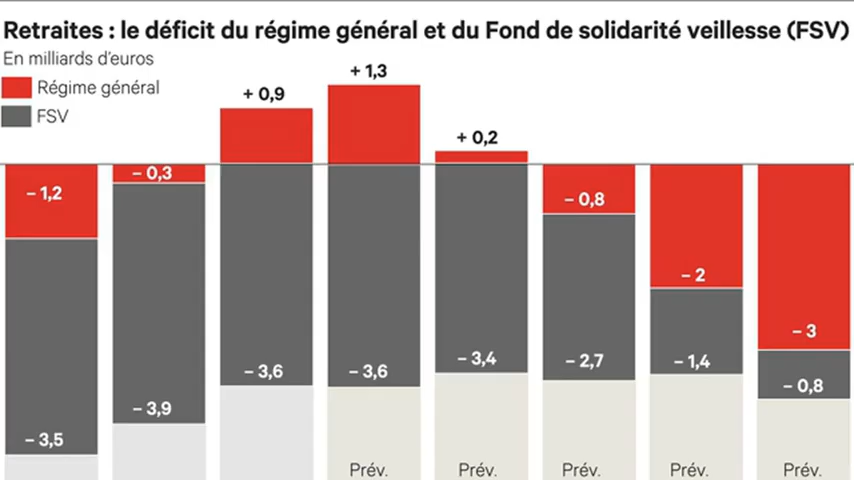 Retraites : le déficit du régime général et du Fond de solidarité veillesse (FSV)
En milliards d'euros
Régime général
FSV
+ 0,9
+ 1,3
+ 0,2
– 1,2
– 0,3
– 0,8
– 2
– 3
– 3,5
– 3,9
– 3,6
– 3,6
– 3,4
– 2,7
– 1,4
– 0,8
Prév.
Prév.
Prév.
Prév.
Prév.